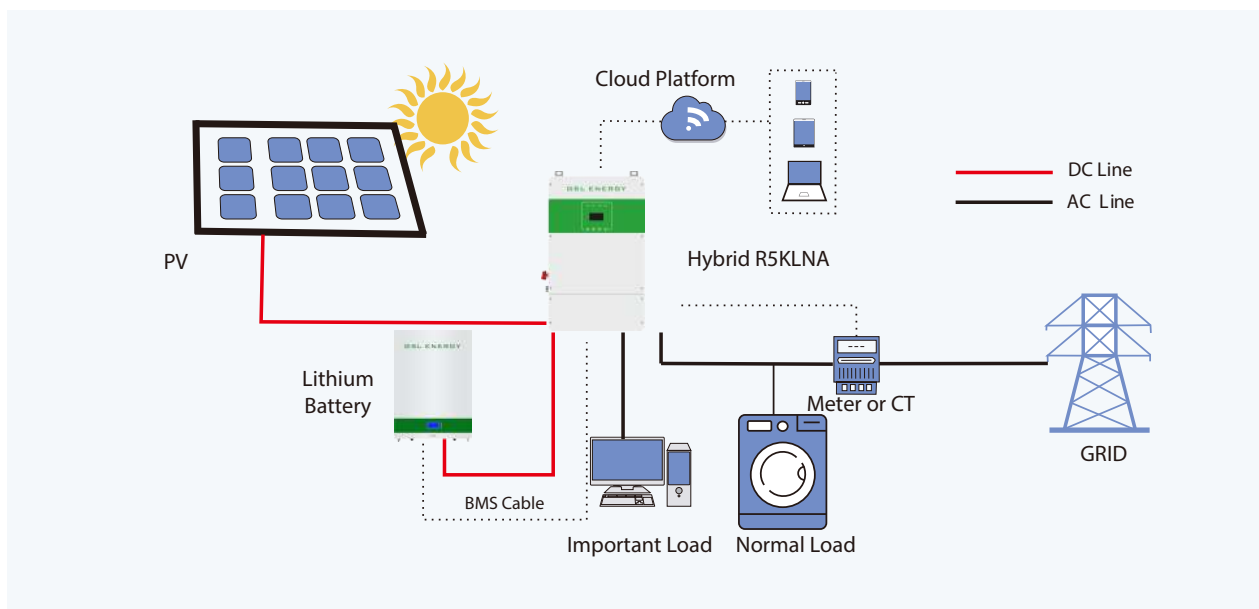 Cloud Platform
BSL ENERGY
DC Line
AC Line
PV
Hybrid R5KLNA
BSL ENERGY
Lithium
Battery
Meter or CT
GRID
BMS Cable
Important Load
Normal Load